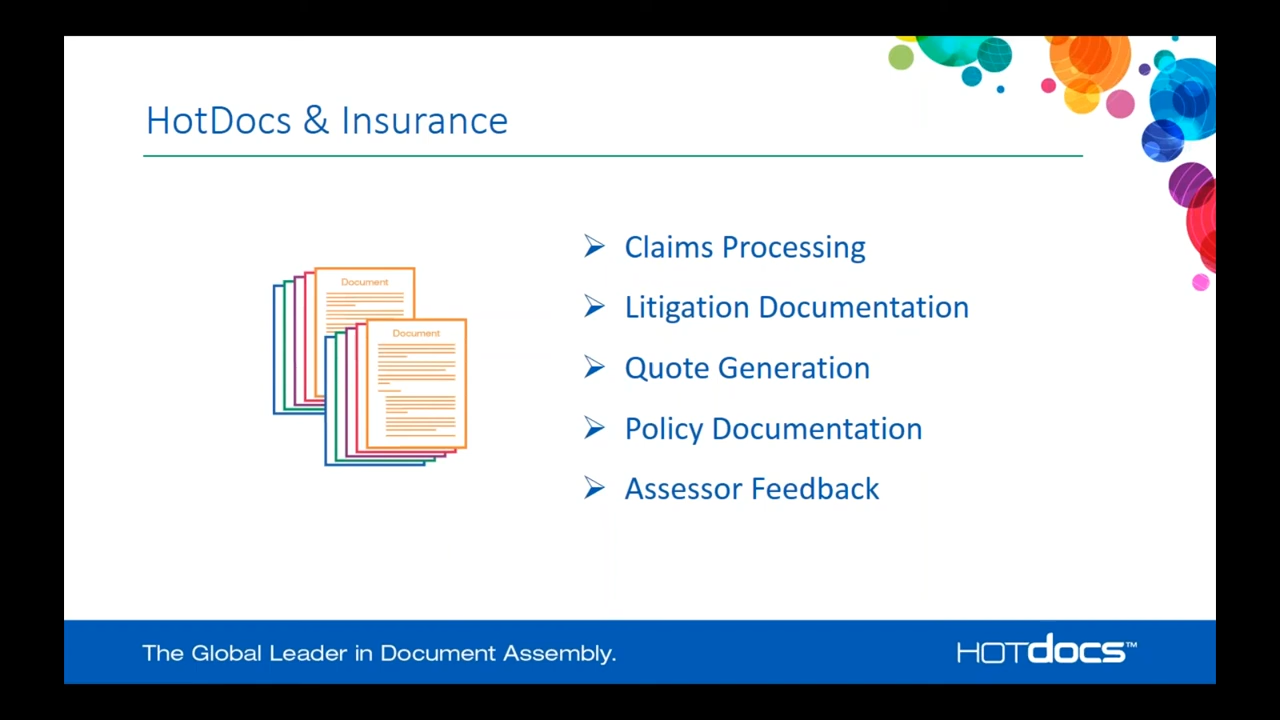 HotDocs & Insurance
Document
Document
Claims Processing
Litigation Documentation
Quote Generation
Policy Documentation
Assessor Feedback
The Global Leader in Document Assembly.
HOTdocs™